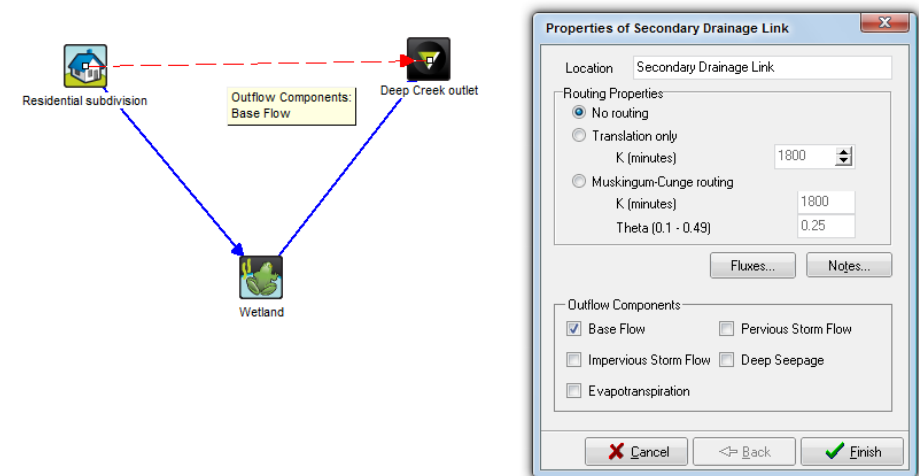 Residential subdivision
Deep Creek outlet
Outflow Components:
Base Flow
Wetland
Properties of Secondary Drainage Link
Location Secondary Drainage Link
Routing Properties
No routing
Translation only
K (minutes) 1800
Muskingum-Cunge routing
K (minutes) 1800
Theta (0.1 - 0.49) 0.25
Fluxes... Notes...
Outflow Components
Base Flow Pervious Storm Flow
Impervious Storm Flow Deep Seepage
Evapotranspiration
Cancel Back Finish